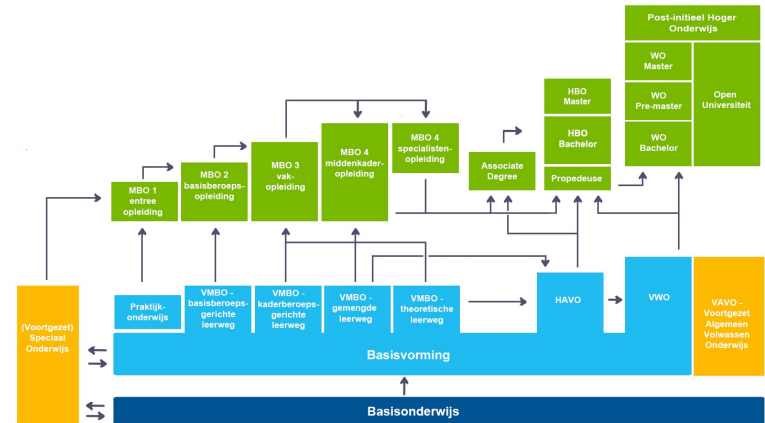 Post-initieel Hoger
Onderwijs
WO
Master
WO
Pre-master
WO
Bachelor
Open
Universiteit
HBO
Master
HBO
Bachelor
Propedeuse
Associate
Degree
MBO 4
specialisten-
opleiding
MBO 4
middenkader-
opleiding
MBO 3
vak-
opleiding
MBO 2
basisberoeps-
opleiding
MBO 1
entree
opleiding
(Voortgezet)
Speciaal
Onderwijs
Praktijk-
onderwijs
VMBO -
basisberoeps-
gerichte
leerweg
VMBO -
kaderberoeps-
gerichte
leerweg
VMBO -
gemengde
leerweg
VMBO -
theoretische
leerweg
HAVO
VWO
VAVO -
Voortgezet
Algemeen
Volwassen
Onderwijs
Basisvorming
Basisonderwijs